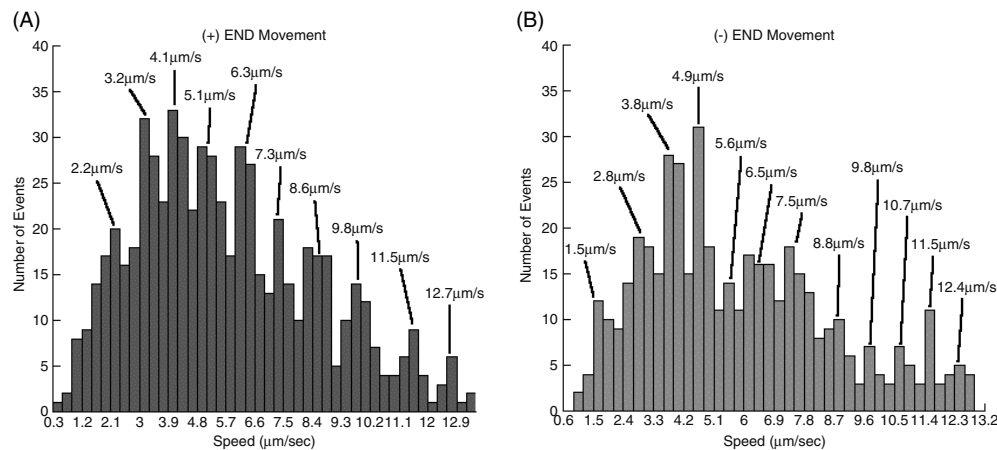 (A)
(+) END Movement
40
35
30
25
20
15
10
5
0
Number of Events
2.2µm/s
3.2µm/s
4.1µm/s
5.1µm/s
6.3µm/s
7.3µm/s
8.6µm/s
9.8µm/s
11.5µm/s
12.7µm/s
0.3 1.2 2.1 3 3.9 4.8 5.7 6.6 7.5 8.4 9.3 10.2 11.1 12 12.9
Speed (µm/sec)
(B)
(-) END Movement
40
35
30
25
20
15
10
5
0
Number of Events
1.5µm/s
2.8µm/s
3.8µm/s
4.9µm/s
5.6µm/s
6.5µm/s
7.5µm/s
8.8µm/s
9.8µm/s
10.7µm/s
11.5µm/s
12.4µm/s
0.6 1.5 2.4 3.3 4.2 5.1 6 6.9 7.8 8.7 9.6 10.5 11.4 12.3 13.2
Speed (µm/sec)